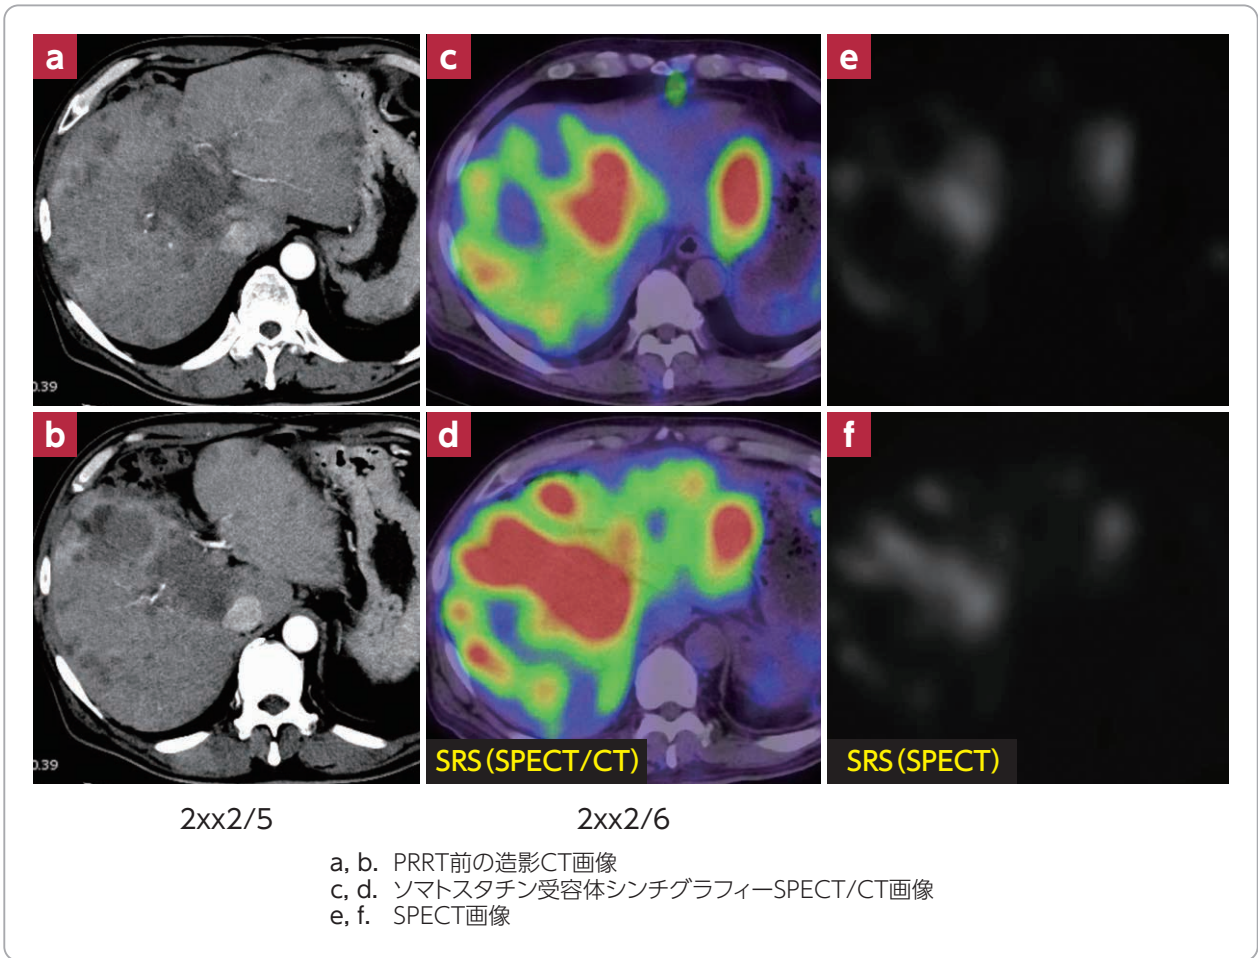 a
c
e
0.39
b
d
f
0.39
SRS (SPECT/CT)
SRS (SPECT)
2xx2/5
2xx2/6
a, b. PRRT前の造影CT画像
c, d. ソマトスタチン受容体シンチグラフィーSPECT/CT画像
e, f. SPECT画像